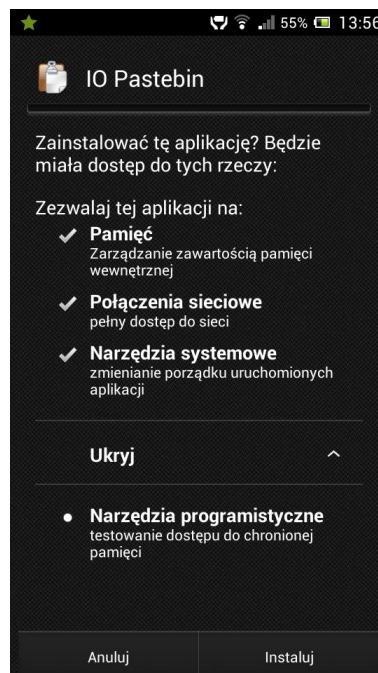 55% 13:56
IO Pastebin
Zainstalować tę aplikację? Będzie
miała dostęp do tych rzeczy:
Zezwalaj tej aplikacji na:
Pamięć
Zarządzanie zawartością pamięci
wewnętrznej
Połączenia sieciowe
pełny dostęp do sieci
Narzędzia systemowe
zmienianie porządku uruchomionych
aplikacji
Ukryj
Narzędzia programistyczne
testowanie dostępu do chronionej
pamięci
Anuluj Instaluj